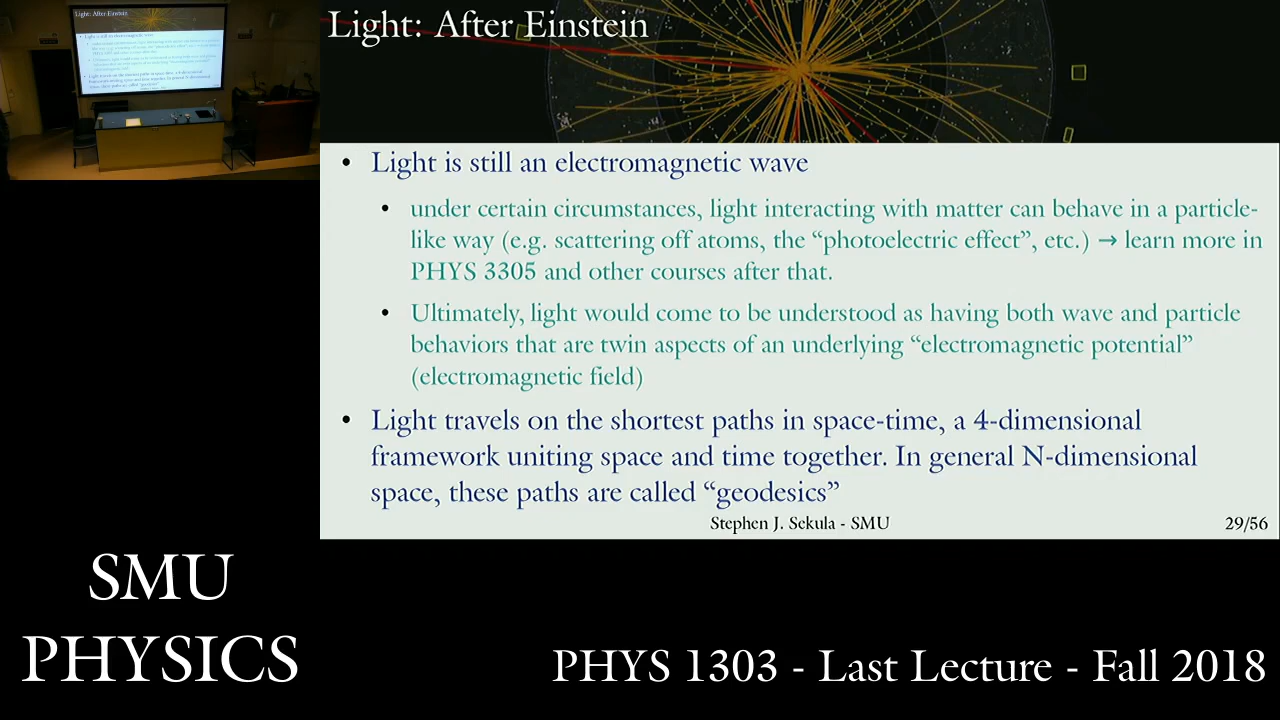 Light: After Einstein
• Light is still an electromagnetic wave
• under certain circumstances, light interacting with matter can behave in a particle-
like way (e.g. scattering off atoms, the “photoelectric effect”, etc.) → learn more in
PHYS 3305 and other courses after that.
• Ultimately, light would come to be understood as having both wave and particle
behaviors that are twin aspects of an underlying “electromagnetic potential”
(electromagnetic field)
• Light travels on the shortest paths in space-time, a 4-dimensional
framework uniting space and time together. In general N-dimensional
space, these paths are called “geodesics”
Stephen J. Sekula - SMU
29/56
SMU
PHYSICS
PHYS 1303 - Last Lecture - Fall 2018
Light: After Einstein